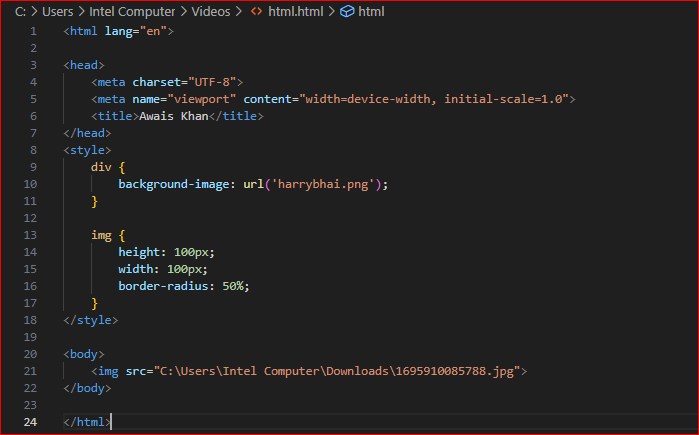 C: > Users > Intel Computer > Videos > <> html.html > html
1 <html lang="en">
2
3 <head>
4 <meta charset="UTF-8">
5 <meta name="viewport" content="width=device-width, initial-scale=1.0">
6 <title>Awais Khan</title>
7 </head>
8 <style>
9 div {
10 background-image: url('harrybhai.png');
11 }
12
13 img {
14 height: 100px;
15 width: 100px;
16 border-radius: 50%;
17 }
18 </style>
19
20 <body>
21 <img src="C:\Users\Intel Computer\Downloads\1695910085788.jpg">
22 </body>
23
24 </html>